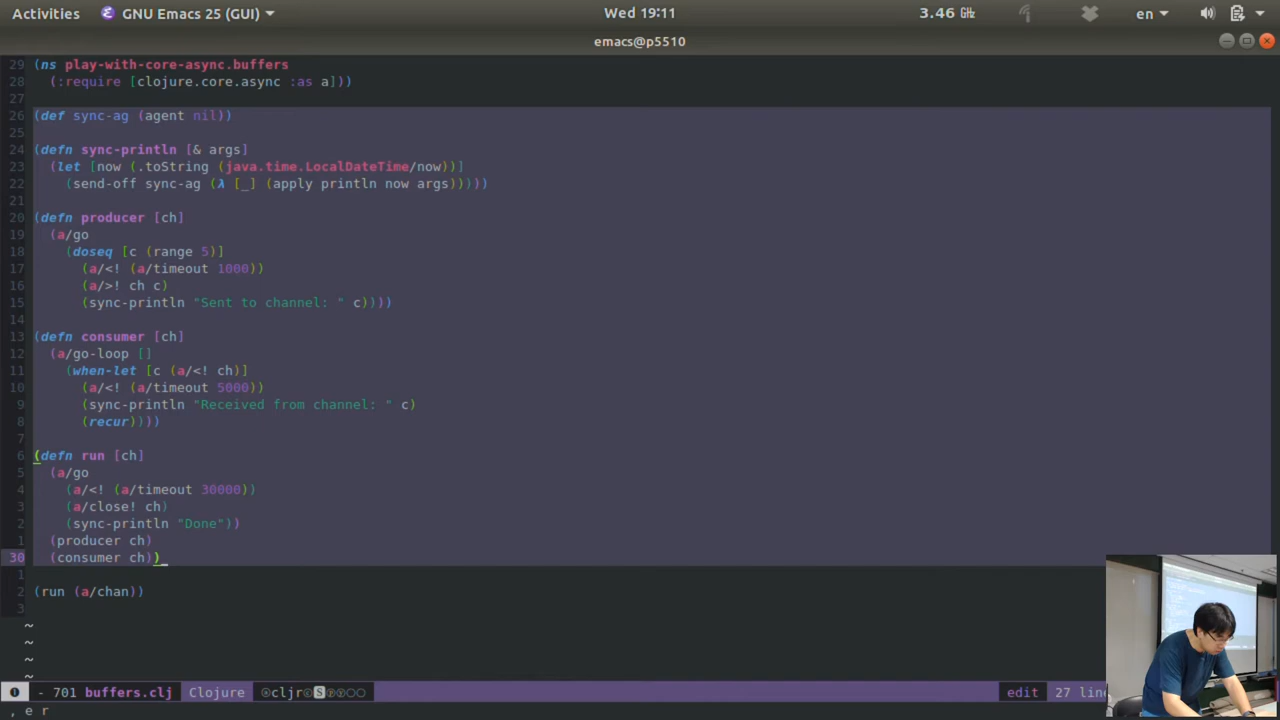 Activities GNU Emacs 25 (GUI) Wed 19:11 3.46 GHz en
emacs@p5510
29 (ns play-with-core-async.buffers
28 (:require [clojure.core.async :as a]))
27
26 (def sync-ag (agent nil))
25
24 (defn sync-println [& args]
23 (let [now (.toString (java.time.LocalDateTime/now))]
22 (send-off sync-ag (λ [_] (apply println now args)))))
21
20 (defn producer [ch]
19 (a/go
18 (doseq [c (range 5)]
17 (a/<! (a/timeout 1000))
16 (a/>! ch c)
15 (sync-println "Sent to channel: " c))))
14
13 (defn consumer [ch]
12 (a/go-loop []
11 (when-let [c (a/<! ch)]
10 (a/<! (a/timeout 5000))
9 (sync-println "Received from channel: " c)
8 (recur))))
7
6 (defn run [ch]
5 (a/go
4 (a/<! (a/timeout 30000))
3 (a/close! ch)
2 (sync-println "Done"))
1 (producer ch)
30 (consumer ch))
1
2 (run (a/chan))
3
~
~
~
~
- 701 buffers.clj Clojure cljr edit 27 lin
, e r